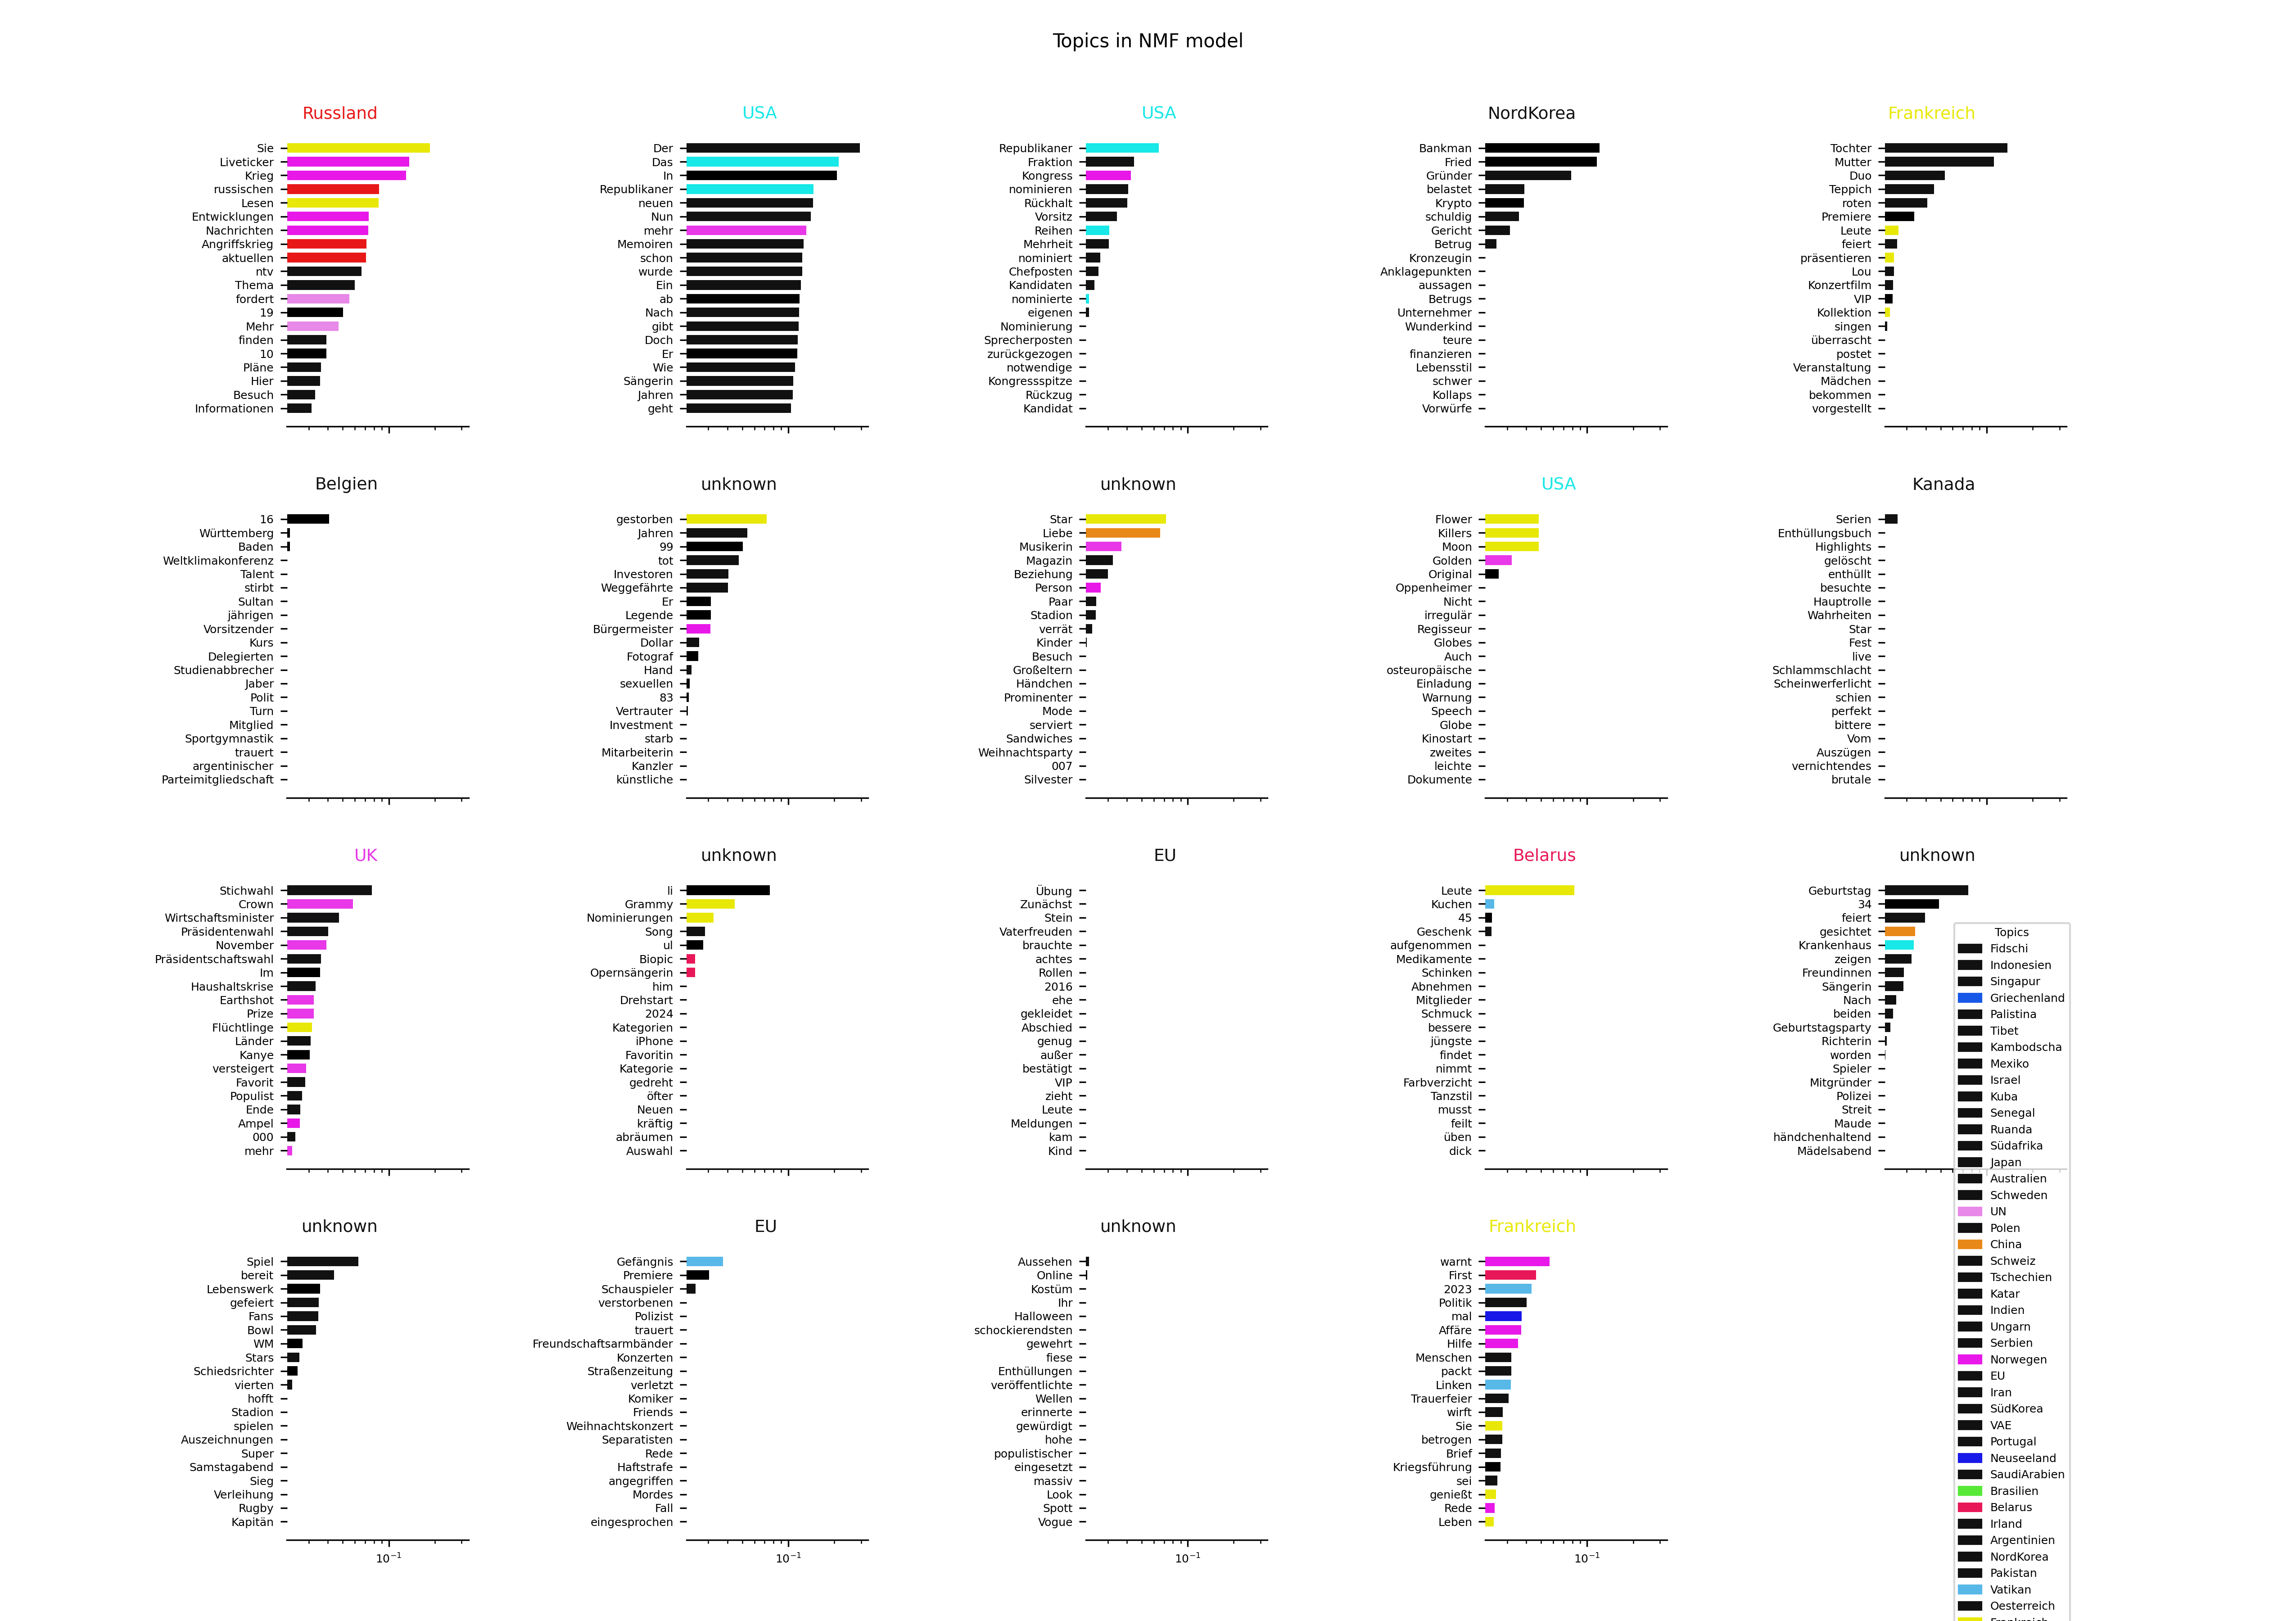 Topics in NMF model
Russland
Sie
Liveticker
Krieg
russischen
Lesen
Entwicklungen
Nachrichten
Angriffskrieg
aktuellen
ntv
Thema
fordert
19
Mehr
finden
10
Pläne
Hier
Besuch
Informationen
USA
Der
Das
In
Republikaner
neuen
Nun
mehr
Memoiren
schon
wurde
Ein
ab
Nach
gibt
Doch
Er
Wie
Sängerin
Jahren
geht
USA
Republikaner
Fraktion
Kongress
nominieren
Rückhalt
Vorsitz
Reihen
Mehrheit
nominiert
Chefposten
Kandidaten
nominierte
eigenen
Nominierung
Sprecherposten
zurückgezogen
notwendige
Kongressspitze
Rückzug
Kandidat
NordKorea
Bankman
Fried
Gründer
belastet
Krypto
schuldig
Gericht
Betrug
Kronzeugin
Anklagepunkten
aussagen
Betrugs
Unternehmer
Wunderkind
teure
finanzieren
Lebensstil
schwer
Kollaps
Vorwürfe
Frankreich
Tochter
Mutter
Duo
Teppich
roten
Premiere
Leute
feiert
präsentieren
Lou
Konzertfilm
VIP
Kollektion
singen
überrascht
postet
Veranstaltung
Mädchen
bekommen
vorgestellt
Belgien
16
Württemberg
Baden
Weltklimakonferenz
Talent
stirbt
Sultan
jährigen
Vorsitzender
Kurs
Delegierten
Studienabbrecher
Jaber
Polit
Turn
Mitglied
Sportgymnastik
trauert
argentinischer
Parteimitgliedschaft
unknown
gestorben
Jahren
99
tot
Investoren
Weggefährte
Er
Legende
Bürgermeister
Dollar
Fotograf
Hand
sexuellen
83
Vertrauter
Investment
starb
Mitarbeiterin
Kanzler
künstliche
unknown
Star
Liebe
Musikerin
Magazin
Beziehung
Person
Paar
Stadion
verrät
Kinder
Besuch
Großeltern
Händchen
Prominenter
Mode
serviert
Sandwiches
Weihnachtsparty
007
Silvester
USA
Flower
Killers
Moon
Golden
Original
Oppenheimer
Nicht
irregulär
Regisseur
Globes
Auch
osteuropäische
Einladung
Warnung
Speech
Globe
Kinostart
zweites
leichte
Dokumente
Kanada
Serien
Enthüllungsbuch
Highlights
gelöscht
enthüllt
besuchte
Hauptrolle
Wahrheiten
Star
Fest
live
Schlammschlacht
Scheinwerferlicht
schien
perfekt
bittere
Vom
Auszügen
vernichtendes
brutale
UK
Stichwahl
Crown
Wirtschaftsminister
Präsidentenwahl
November
Präsidentschaftswahl
Im
Haushaltskrise
Earthshot
Prize
Flüchtlinge
Länder
Kanye
versteigert
Favorit
Populist
Ende
Ampel
000
mehr
unknown
li
Grammy
Nominierungen
Song
ul
Biopic
Opernsängerin
him
Drehstart
2024
Kategorien
iPhone
Favoritin
Kategorie
gedreht
öfter
Neuen
kräftig
abräumen
Auswahl
EU
Übung
Zunächst
Stein
Vaterfreuden
brauchte
achtes
Rollen
2016
ehe
gekleidet
Abschied
genug
außer
bestätigt
VIP
zieht
Leute
Meldungen
kam
Kind
Belarus
Leute
Kuchen
45
Geschenk
aufgenommen
Medikamente
Schinken
Abnehmen
Mitglieder
Schmuck
bessere
jüngste
findet
nimmt
Farbverzicht
Tanzstil
musst
feilt
üben
dick
unknown
Geburtstag
34
feiert
gesichtet
Krankenhaus
zeigen
Freundinnen
Sängerin
Nach
beiden
Geburtstagsparty
Richterin
worden
Spieler
Mitgründer
Polizei
Streit
Maude
händchenhaltend
Mädelsabend
unknown
Spiel
bereit
Lebenswerk
gefeiert
Fans
Bowl
WM
Stars
Schiedsrichter
vierten
hofft
Stadion
spielen
Auszeichnungen
Super
Samstagabend
Sieg
Verleihung
Rugby
Kapitän
10⁻¹
EU
Gefängnis
Premiere
Schauspieler
verstorbenen
Polizist
trauert
Freundschaftsarmbänder
Konzerten
Straßenzeitung
verletzt
Komiker
Friends
Weihnachtskonzert
Separatisten
Rede
Haftstrafe
angegriffen
Mordes
Fall
eingesprochen
10⁻¹
unknown
Aussehen
Online
Kostüm
Ihr
Halloween
schockierendsten
gewehrt
fiese
Enthüllungen
veröffentlichte
Wellen
erinnerte
gewürdigt
hohe
populistischer
eingesetzt
massiv
Look
Spott
Vogue
10⁻¹
Frankreich
warnt
First
2023
Politik
mal
Affäre
Hilfe
Menschen
packt
Linken
Trauerfeier
wirft
Sie
betrogen
Brief
Kriegsführung
sei
genießt
Rede
Leben
10⁻¹
Topics
Fidschi
Indonesien
Singapur
Griechenland
Palistina
Tibet
Kambodscha
Mexiko
Israel
Kuba
Senegal
Ruanda
Südafrika
Japan
Australien
Schweden
UN
Polen
China
Schweiz
Tschechien
Katar
Indien
Ungarn
Serbien
Norwegen
EU
Iran
SüdKorea
VAE
Portugal
Neuseeland
SaudiArabien
Brasilien
Belarus
Irland
Argentinien
NordKorea
Pakistan
Vatikan
Oesterreich